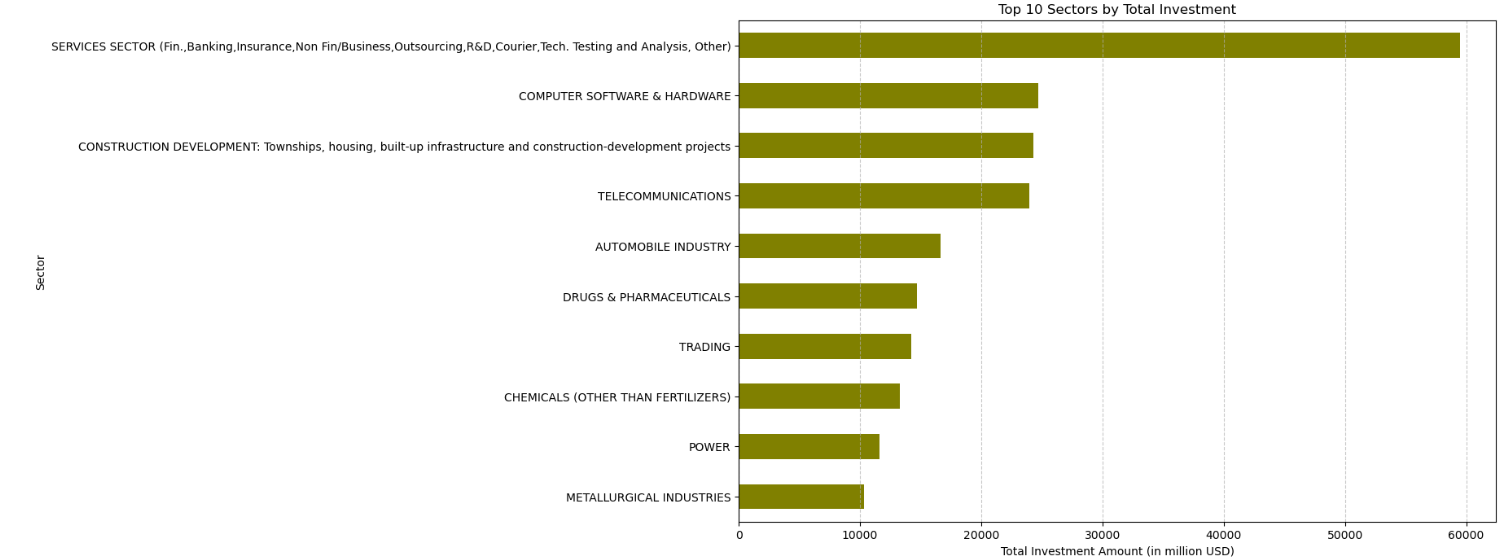 Top 10 Sectors by Total Investment
SERVICES SECTOR (Fin.,Banking,Insurance,Non Fin/Business,Outsourcing,R&D,Courier,Tech. Testing and Analysis, Other)
COMPUTER SOFTWARE & HARDWARE
CONSTRUCTION DEVELOPMENT: Townships, housing, built-up infrastructure and construction-development projects
TELECOMMUNICATIONS
AUTOMOBILE INDUSTRY
Sector
DRUGS & PHARMACEUTICALS
TRADING
CHEMICALS (OTHER THAN FERTILIZERS)
POWER
METALLURGICAL INDUSTRIES
0 10000 20000 30000 40000 50000 60000
Total Investment Amount (in million USD)